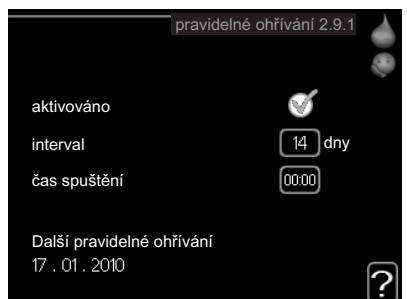 pravidelné ohřívání 2.9.1
aktivováno
interval 14 dny
čas spuštění 00:00
Další pravidelné ohřívání
17 . 01 . 2010
?